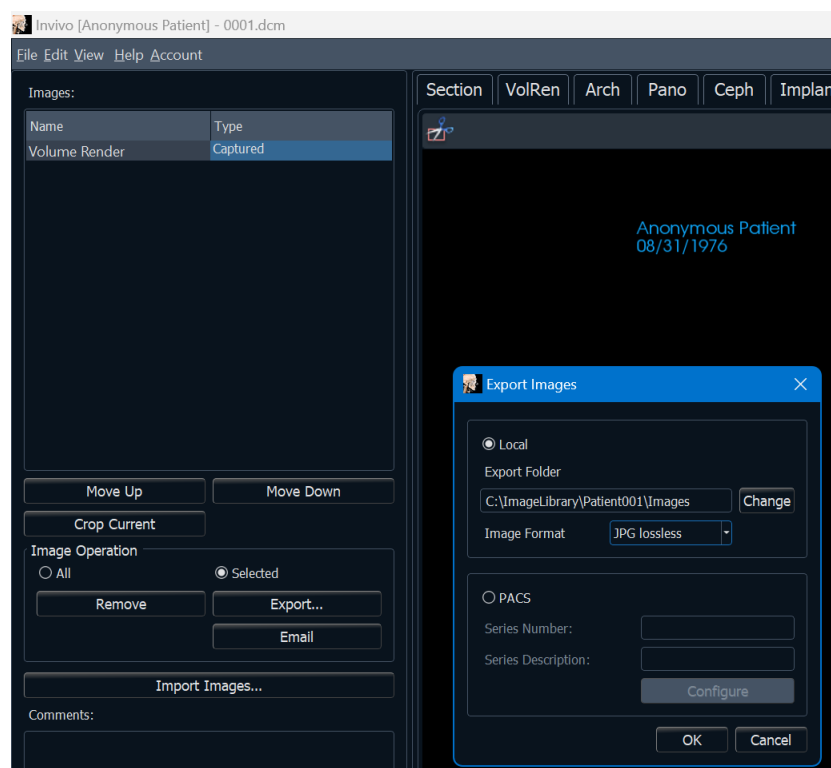 Invivo [Anonymous Patient] - 0001.dcm
File Edit View Help Account
Images:
Name Type
Volume Render Captured
Move Up Move Down
Crop Current
Image Operation
All Selected
Remove Export...
Email
Import Images...
Comments:
Section VolRen Arch Pano Ceph Implan
Anonymous Patient
08/31/1976
Export Images
Local
Export Folder
C:\ImageLibrary\Patient001\Images Change
Image Format JPG lossless
PACS
Series Number:
Series Description:
Configure
OK Cancel